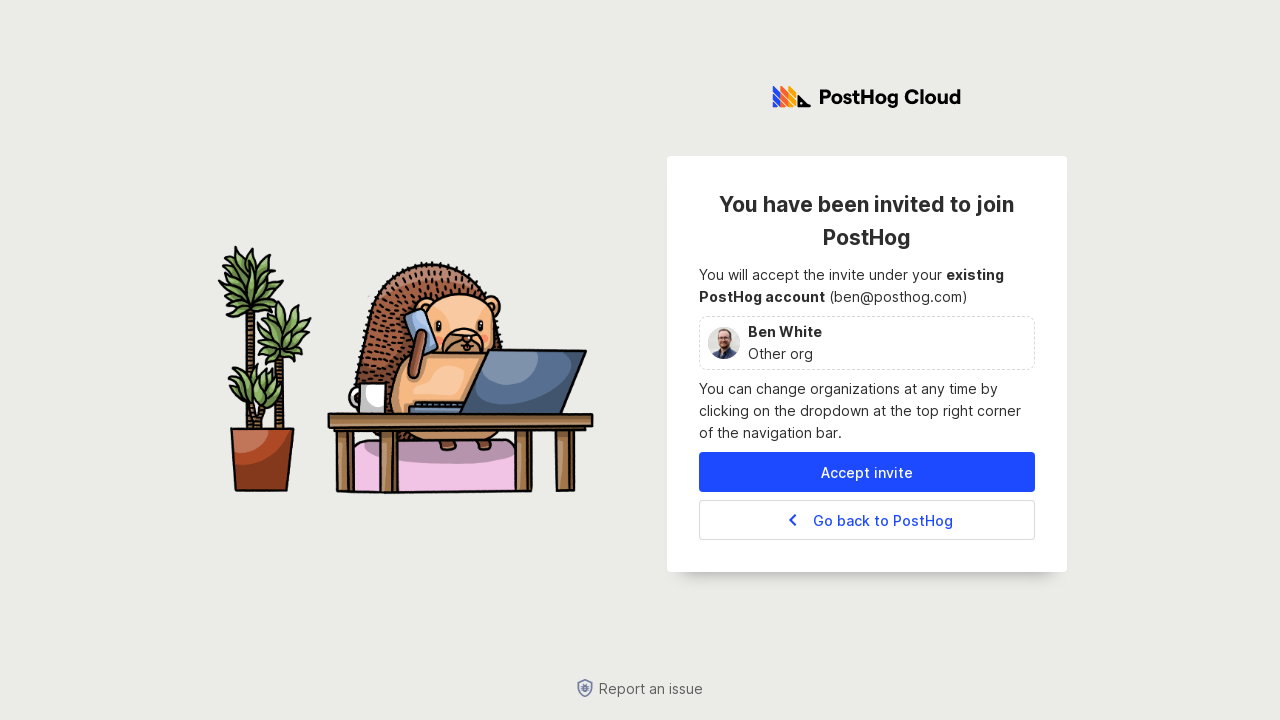 PostHog Cloud
You have been invited to join
PostHog
You will accept the invite under your existing
PostHog account (ben@posthog.com)
Ben White
Other org
You can change organizations at any time by
clicking on the dropdown at the top right corner
of the navigation bar.
Accept invite
Go back to PostHog
Report an issue